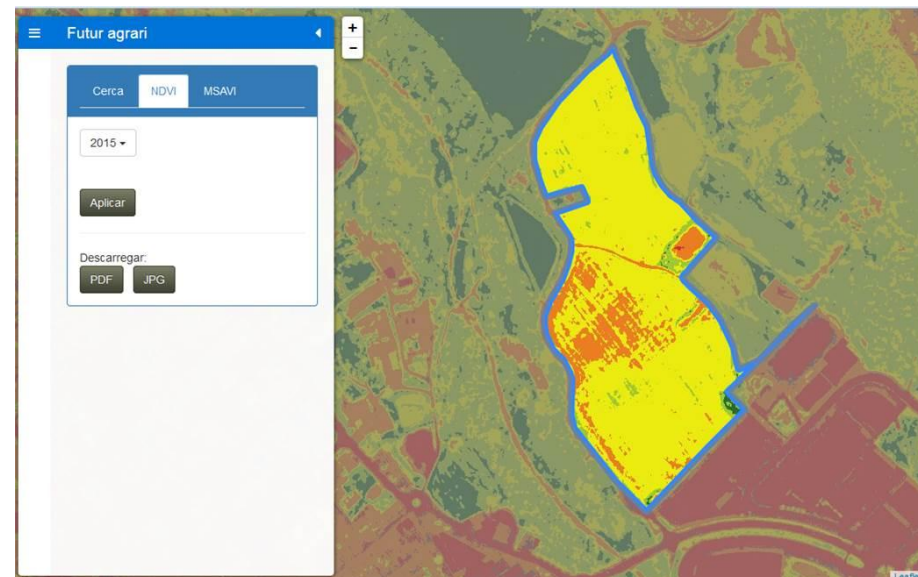 Futur agrari
+
-
Cerca NDVI MSAVI
2015
Aplicar
Descarregar:
PDF JPG